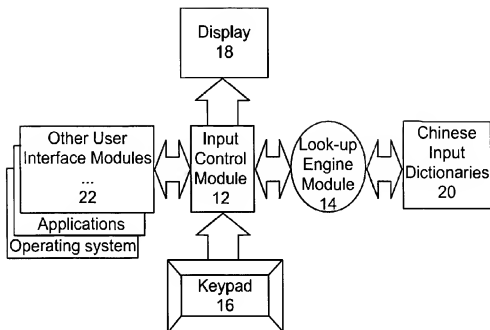 Display
18
Other User
Interface Modules
...
22
Applications
Operating system
Input
Control
Module
12
Look-up
Engine
Module
14
Chinese
Input
Dictionaries
20
Keypad
16